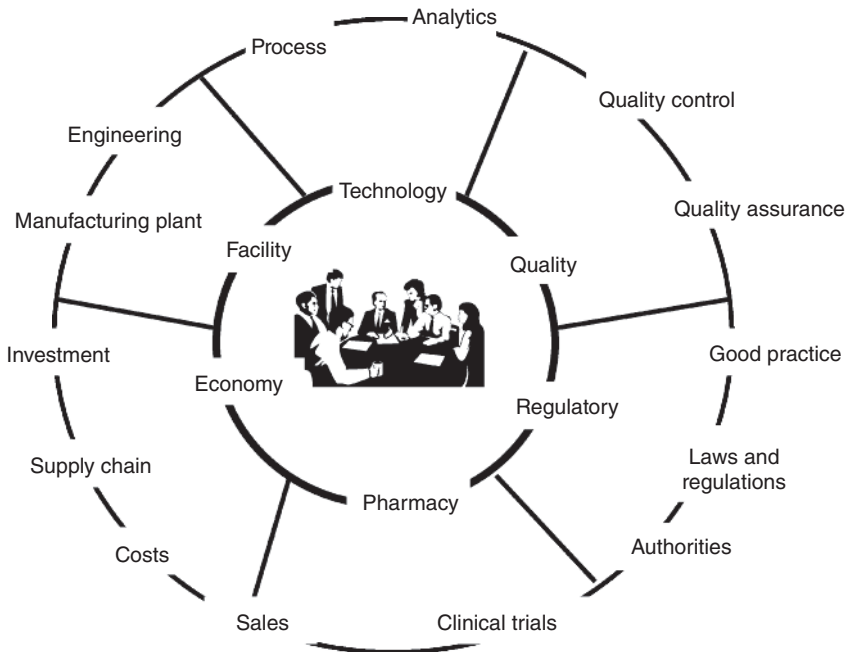 Analytics
Process
Quality control
Engineering
Technology
Quality assurance
Manufacturing plant
Facility
Quality
Investment
Good practice
Economy
Regulatory
Supply chain
Laws and
regulations
Pharmacy
Costs
Authorities
Sales
Clinical trials